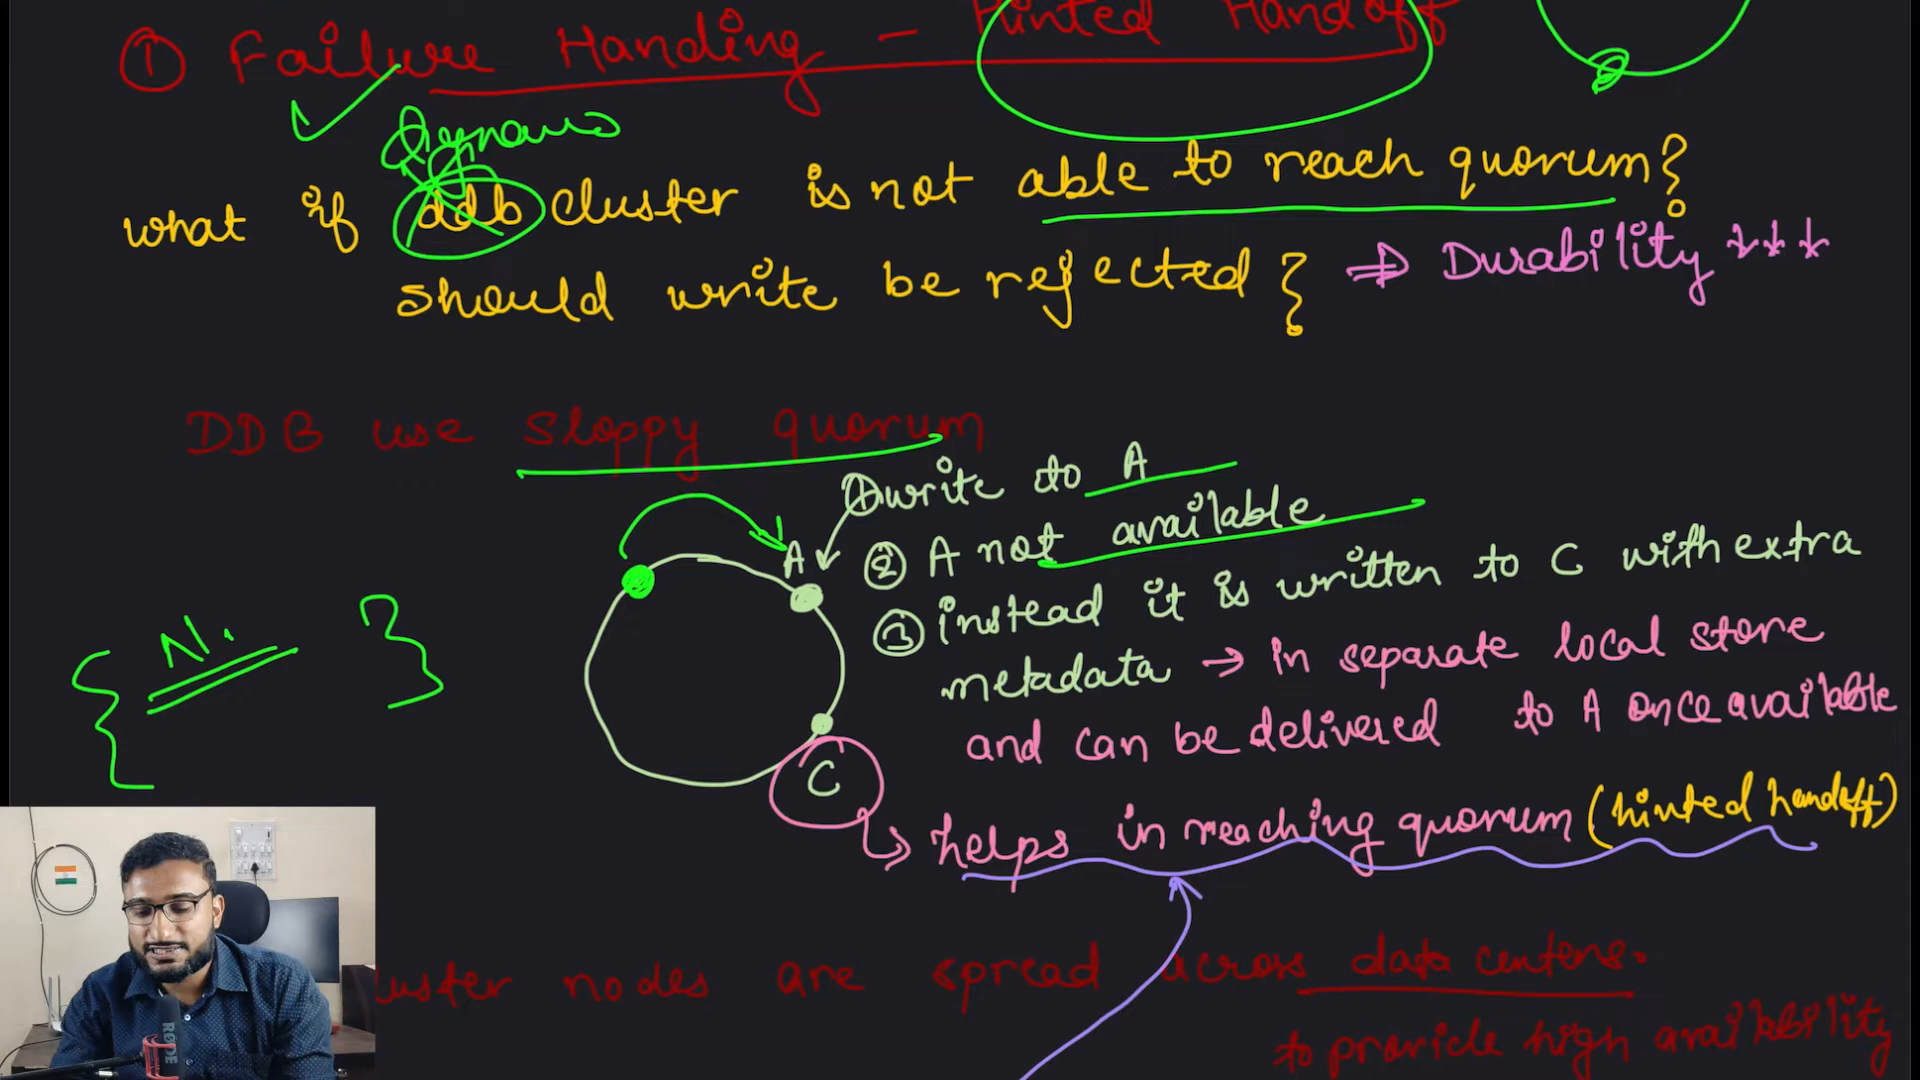 ① Failure Handing - Hinted Handoff
Dynamo
what if ddb cluster is not able to reach quorum?
should write be rejected } ⇒ Durability ***
DDB use sloppy quorum
① write to A
② A not available
A
③ instead it is written to C with extra
metadata → in separate local store
and can be delivered to A once available
C
↳ helps in reaching quorum (hinted handoff)
{ N. }
cluster nodes are spread across data centers.
to provide high availability
RØDE